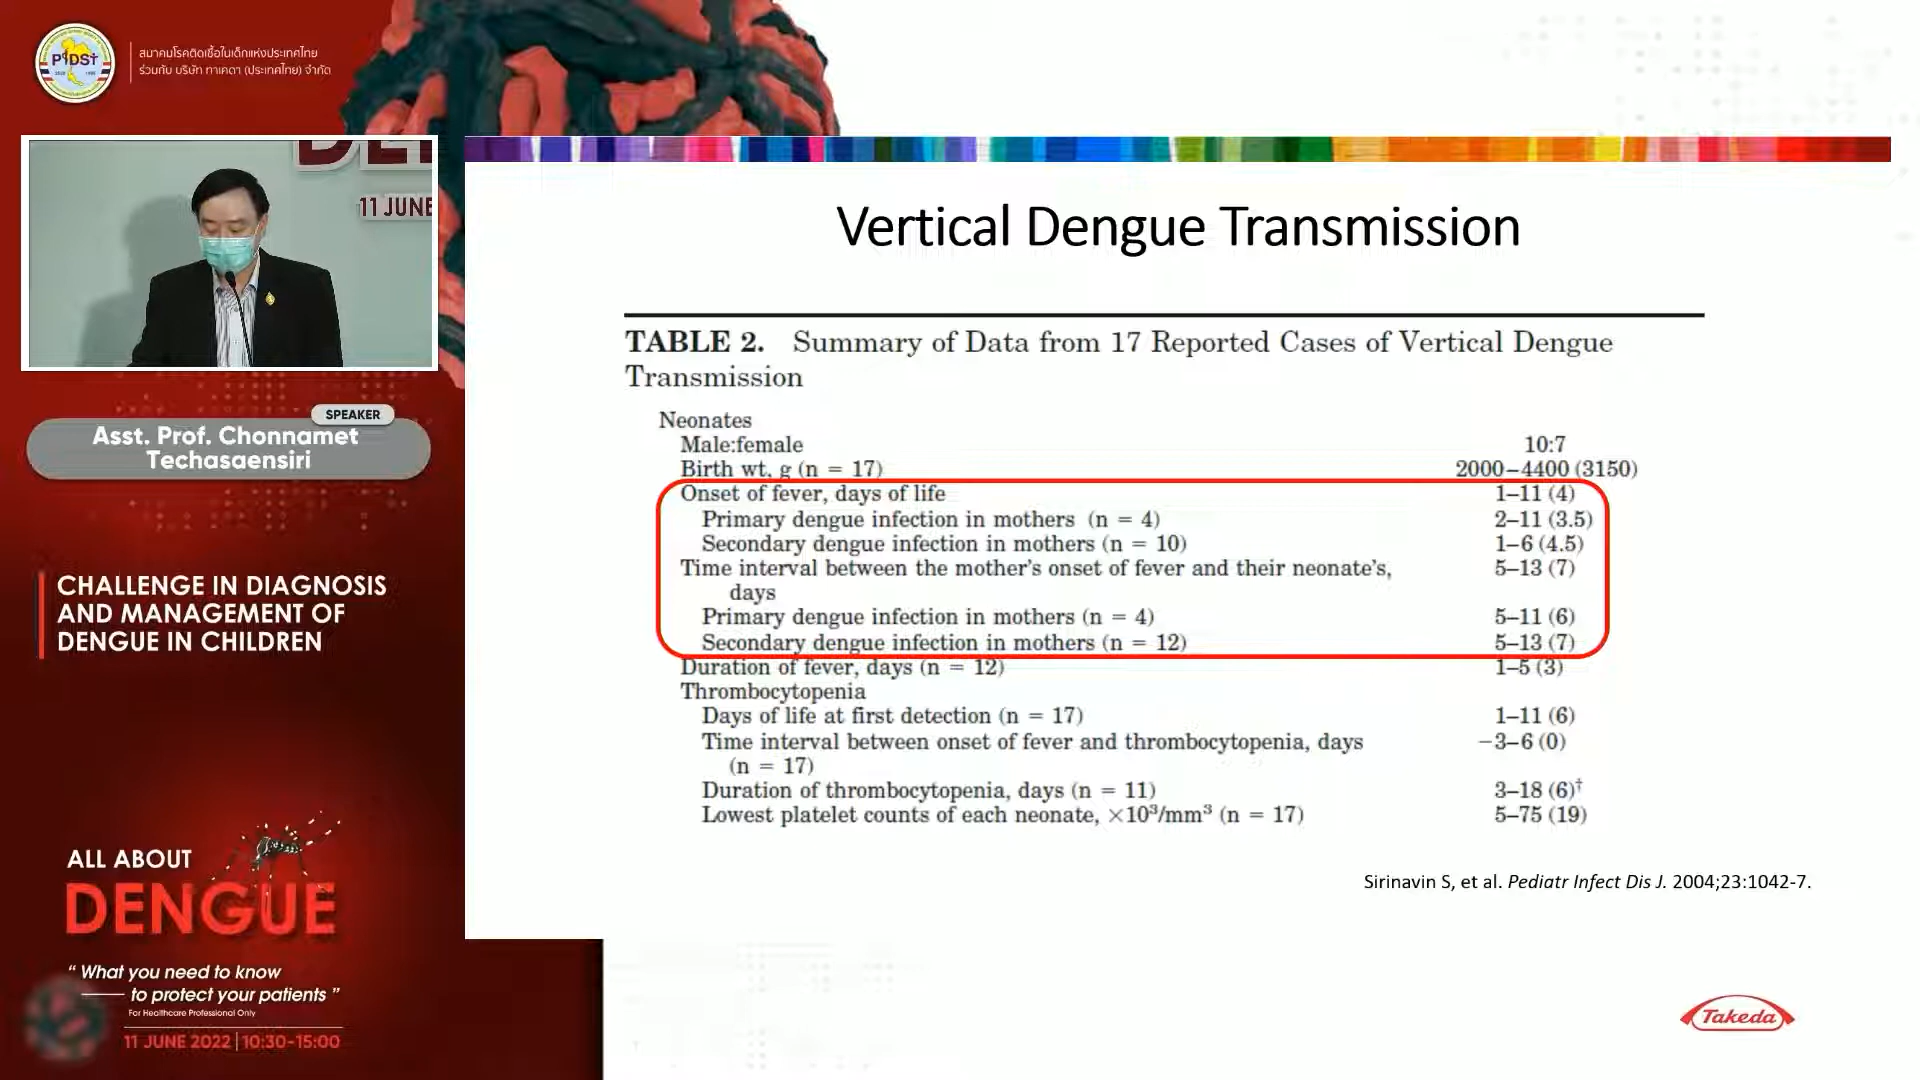 PIDST
สมาคมโรคติดเชื้อในเด็กแห่งประเทศไทย
ร่วมกับ บริษัท ทาเคดา (ประเทศไทย) จำกัด
11 JUNE
SPEAKER
Asst. Prof. Chonnamet
Techasaensiri
CHALLENGE IN DIAGNOSIS
AND MANAGEMENT OF
DENGUE IN CHILDREN
ALL ABOUT
DENGUE
“ What you need to know
to protect your patients ”
For Healthcare Professional Only
11 JUNE 2022 | 10:30-15:00
Vertical Dengue Transmission
TABLE 2. Summary of Data from 17 Reported Cases of Vertical Dengue
Transmission
Neonates
Male:female 10:7
Birth wt, g (n = 17) 2000–4400 (3150)
Onset of fever, days of life 1–11 (4)
Primary dengue infection in mothers (n = 4) 2–11 (3.5)
Secondary dengue infection in mothers (n = 10) 1–6 (4.5)
Time interval between the mother's onset of fever and their neonate's, 5–13 (7)
days
Primary dengue infection in mothers (n = 4) 5–11 (6)
Secondary dengue infection in mothers (n = 12) 5–13 (7)
Duration of fever, days (n = 12) 1–5 (3)
Thrombocytopenia
Days of life at first detection (n = 17) 1–11 (6)
Time interval between onset of fever and thrombocytopenia, days −3–6 (0)
(n = 17)
Duration of thrombocytopenia, days (n = 11) 3–18 (6)†
Lowest platelet counts of each neonate, ×10³/mm³ (n = 17) 5–75 (19)
Sirinavin S, et al. Pediatr Infect Dis J. 2004;23:1042-7.
Takeda